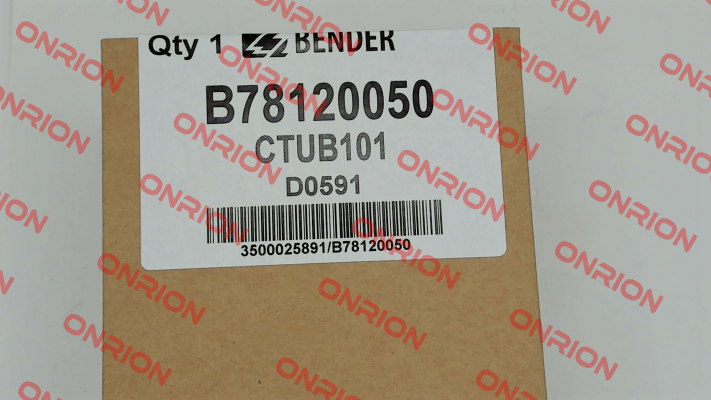 Qty 1 BENDER
B78120050
CTUB101
D0591
3500025891/B78120050
ONRION